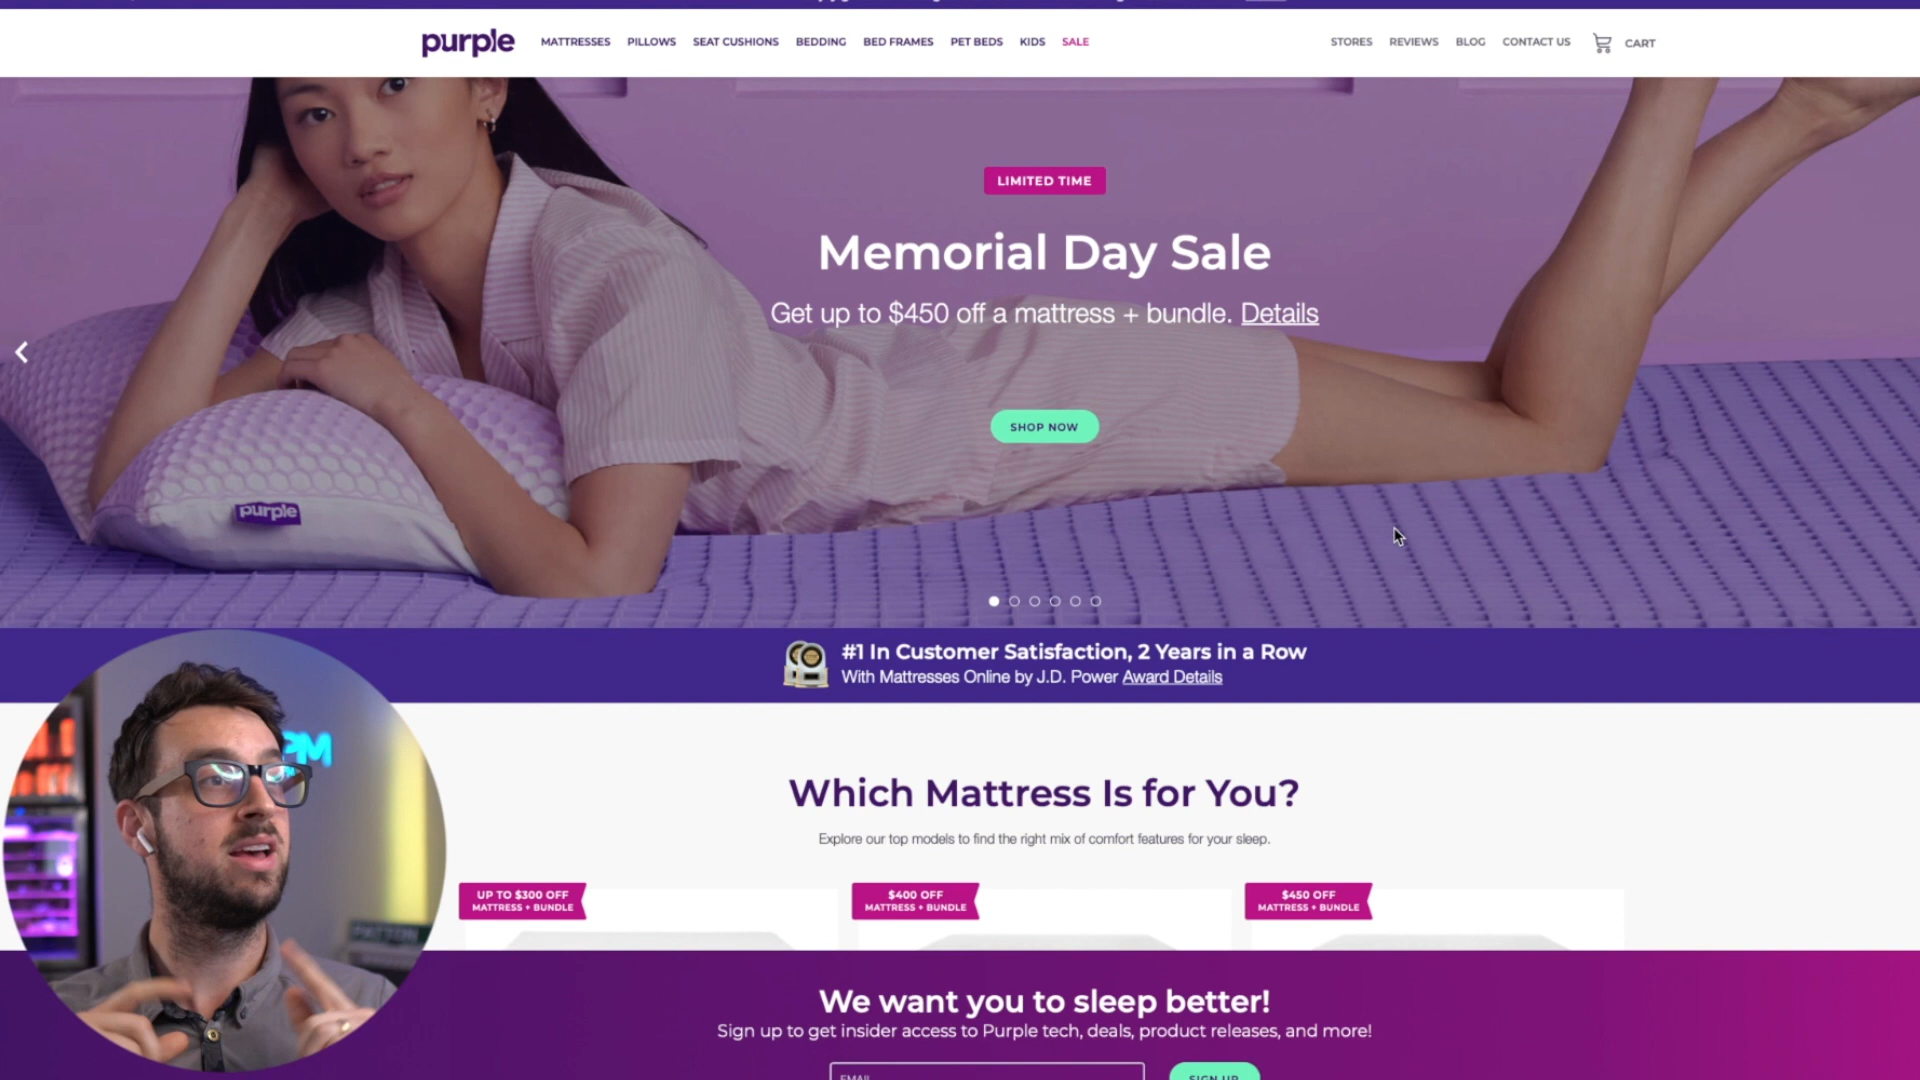 purple MATTRESSES PILLOWS SEAT CUSHIONS BEDDING BED FRAMES PET BEDS KIDS SALE STORES REVIEWS BLOG CONTACT US CART
LIMITED TIME
Memorial Day Sale
Get up to $450 off a mattress + bundle. Details
SHOP NOW
purple
#1 In Customer Satisfaction, 2 Years in a Row
With Mattresses Online by J.D. Power Award Details
Which Mattress Is for You?
Explore our top models to find the right mix of comfort features for your sleep.
UP TO $300 OFF
MATTRESS + BUNDLE
$400 OFF
MATTRESS + BUNDLE
$450 OFF
MATTRESS + BUNDLE
We want you to sleep better!
Sign up to get insider access to Purple tech, deals, product releases, and more!
EMAIL
SIGN UP
PM